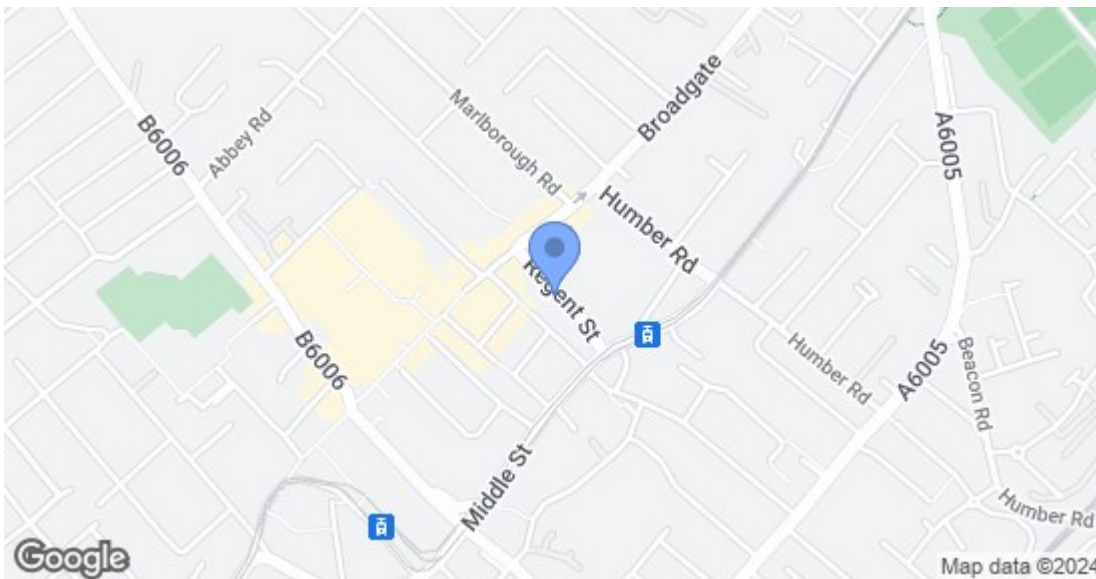 Broadgate
Marlborough Rd
Abbey Rd
B6006
A6005
Humber Rd
Regent St
B6006
Humber Rd
A6005
Beacon Rd
Middle St
Humber Rd
Google
Map data ©2024